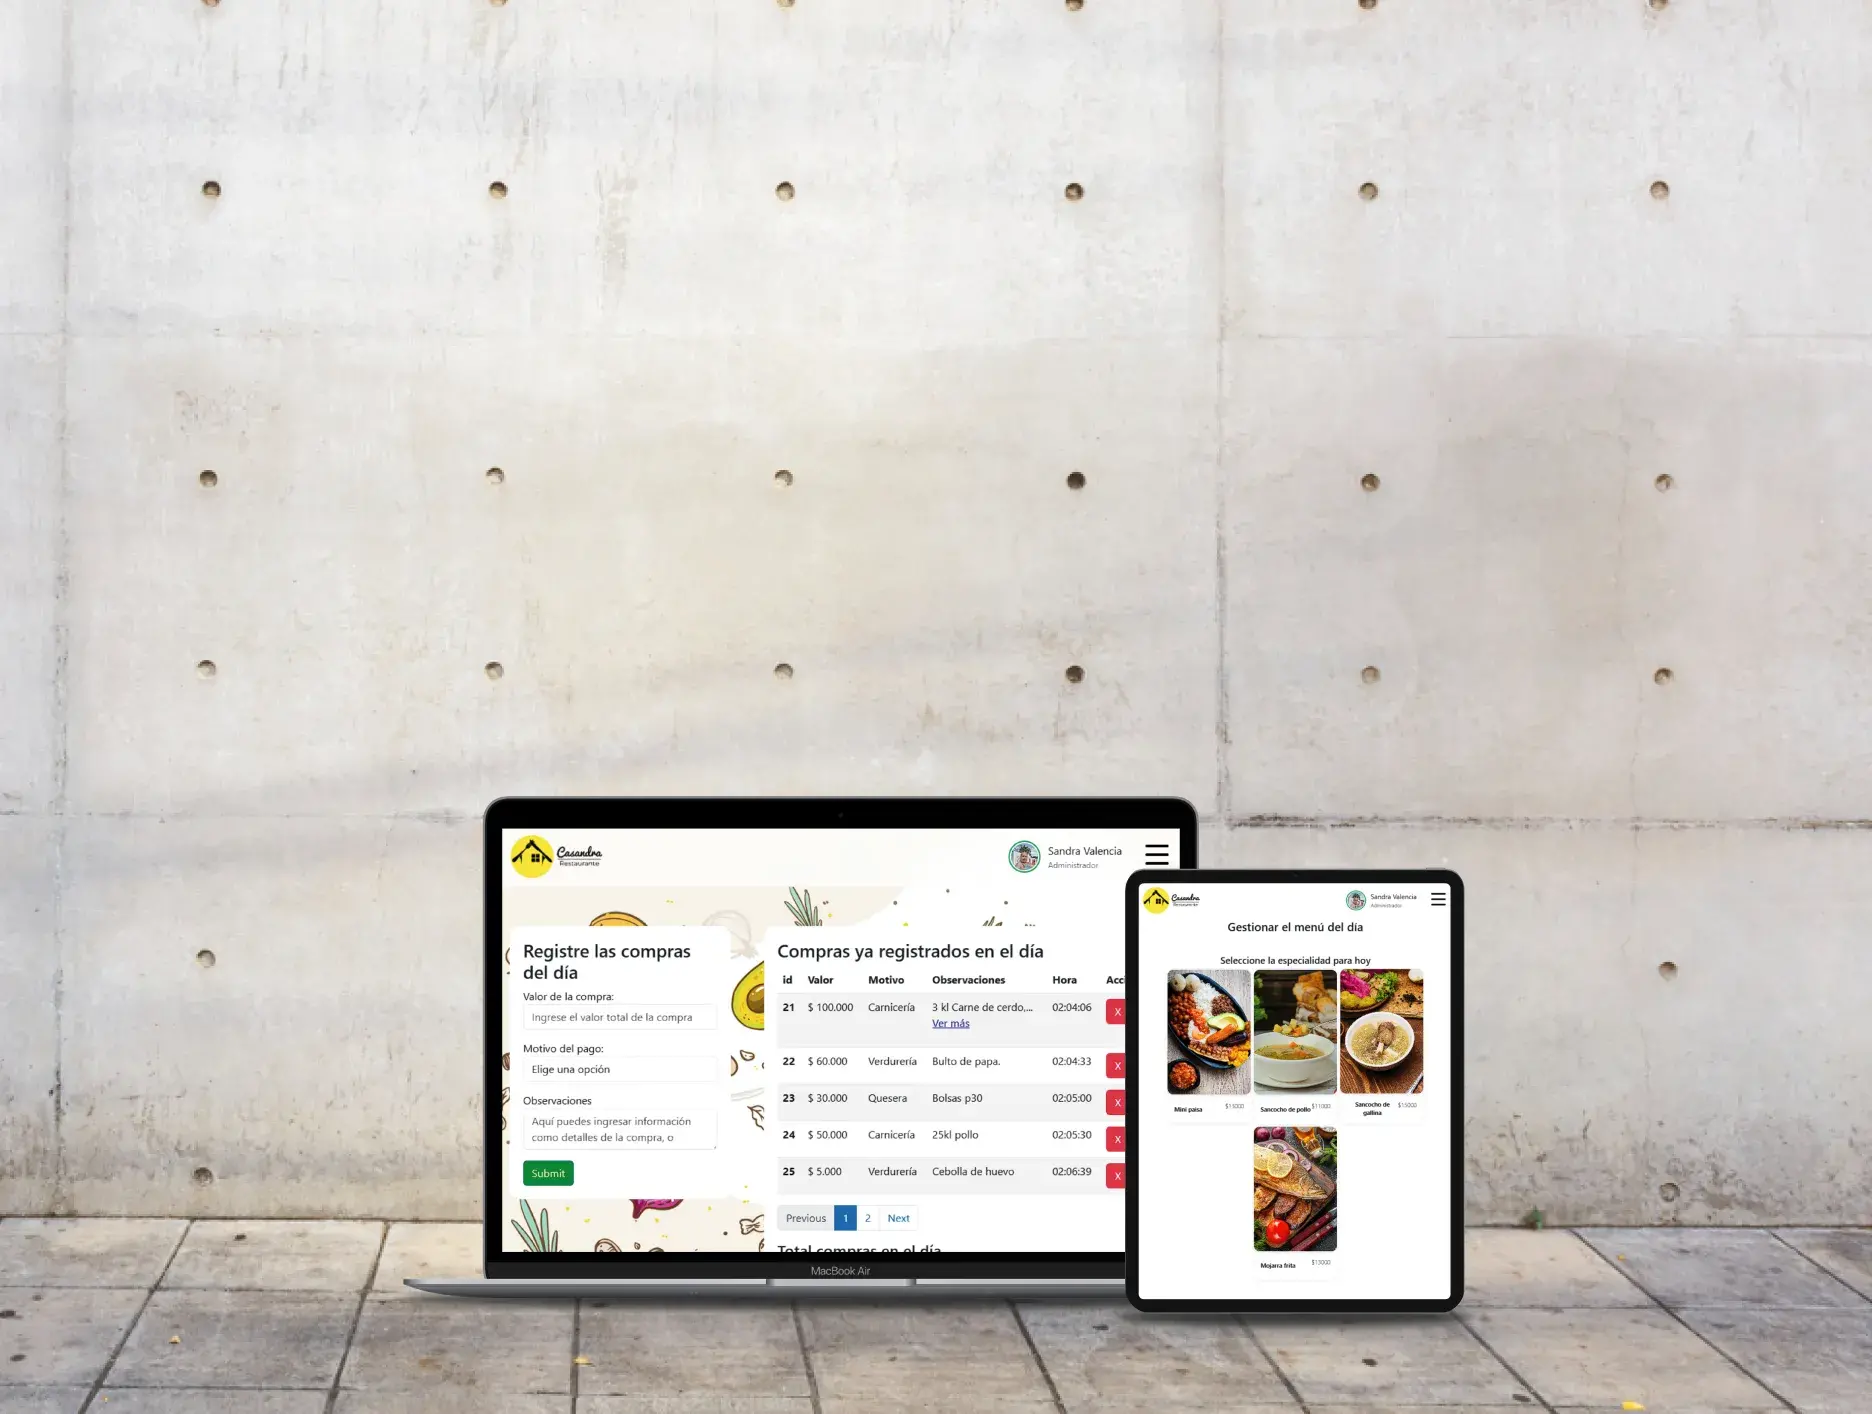 Casandra
Restaurante
Sandra Valencia
Administrador
Registre las compras
del día
Valor de la compra:
Ingrese el valor total de la compra
Motivo del pago:
Elige una opción
Observaciones
Aquí puedes ingresar información
como detalles de la compra, o
Submit
Compras ya registrados en el día
id Valor Motivo Observaciones Hora Acci
21 $ 100.000 Carnicería 3 kl Carne de cerdo,... 02:04:06 X
Ver más
22 $ 60.000 Verdurería Bulto de papa. 02:04:33 X
23 $ 30.000 Quesera Bolsas p30 02:05:00 X
24 $ 50.000 Carnicería 25kl pollo 02:05:30 X
25 $ 5.000 Verdurería Cebolla de huevo 02:06:39 X
Previous 1 2 Next
Total compras en el día
MacBook Air
Casandra
Restaurante
Sandra Valencia
Administrador
Gestionar el menú del día
Seleccione la especialidad para hoy
Mini paisa $15000
Sancocho de pollo $11000
Sancocho de $15000
gallina
Mojarra frita $13000